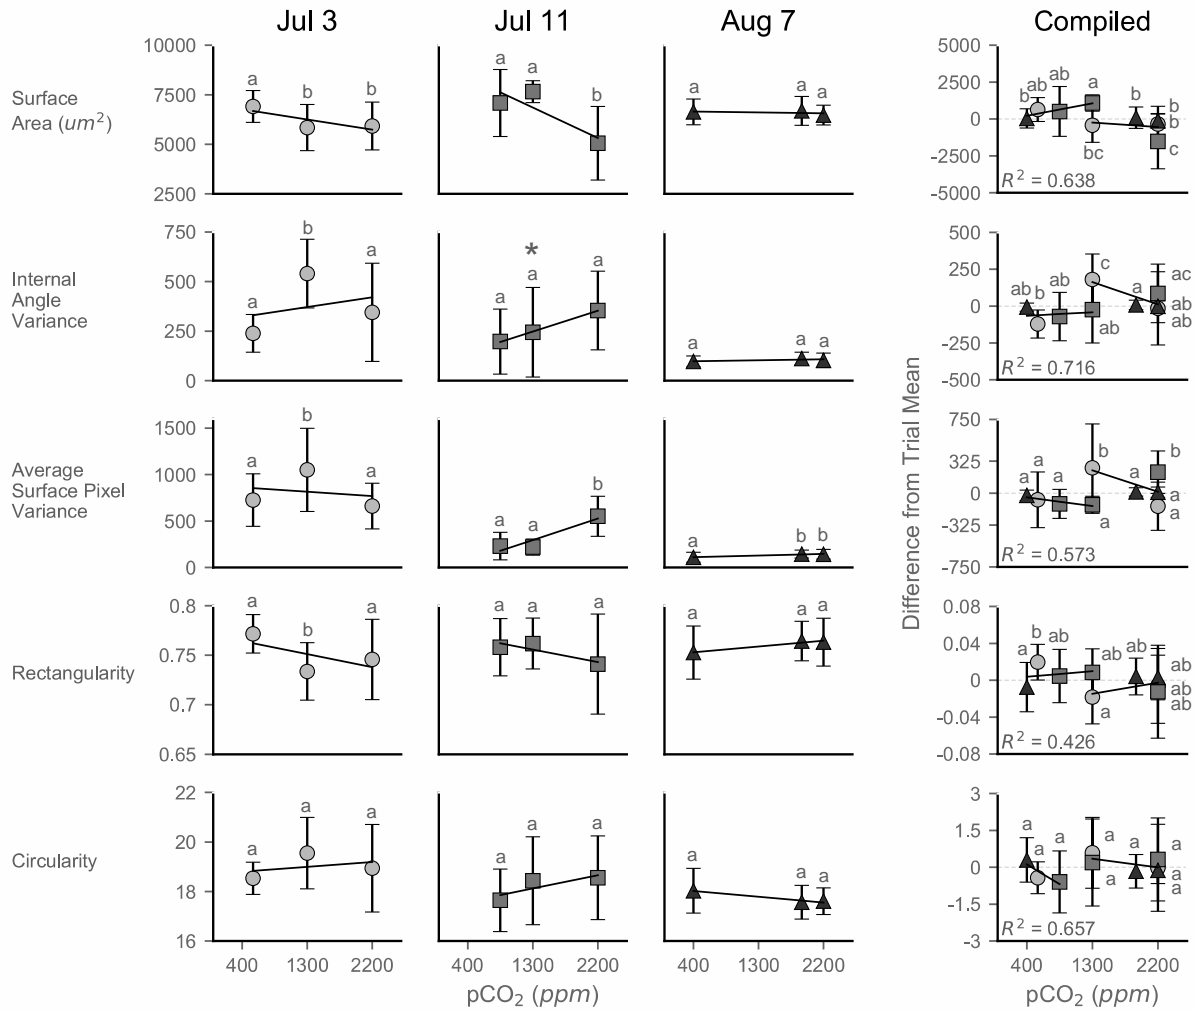 Jul 3 Jul 11 Aug 7 Compiled
Surface
Area (um²)
10000
7500
5000
2500
a b b
a a b
a a a
5000
2500
0
-2500
-5000
b ab ab a b b b
bc c
R² = 0.638
Internal
Angle
Variance
750
500
250
0
a b a
*
a a a
a a a
500
250
0
-250
-500
ab b ab c a ac ab
ab ab
R² = 0.716
Average
Surface Pixel
Variance
1500
1000
500
0
a b a
a a b
a b b
750
325
0
-325
-750
a a a b a b a
a a
R² = 0.573
Rectangularity
0.8
0.75
0.7
0.65
a b a
a a a
a a a
0.08
0.04
0
-0.04
-0.08
a b ab ab ab ab ab
a ab
R² = 0.426
Circularity
22
20
18
16
a a a
a a a
a a a
3
1.5
0
-1.5
-3
a a a a a a a
a a
R² = 0.657
Difference from Trial Mean
400 1300 2200
400 1300 2200
400 1300 2200
400 1300 2200
pCO₂ (ppm)
pCO₂ (ppm)